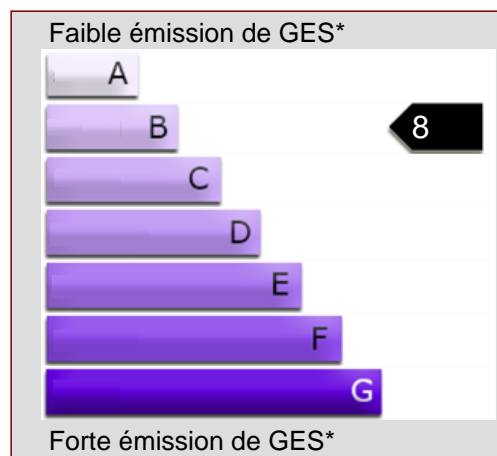 Faible émission de GES*
A
B 8
C
D
E
F
G
Forte émission de GES*